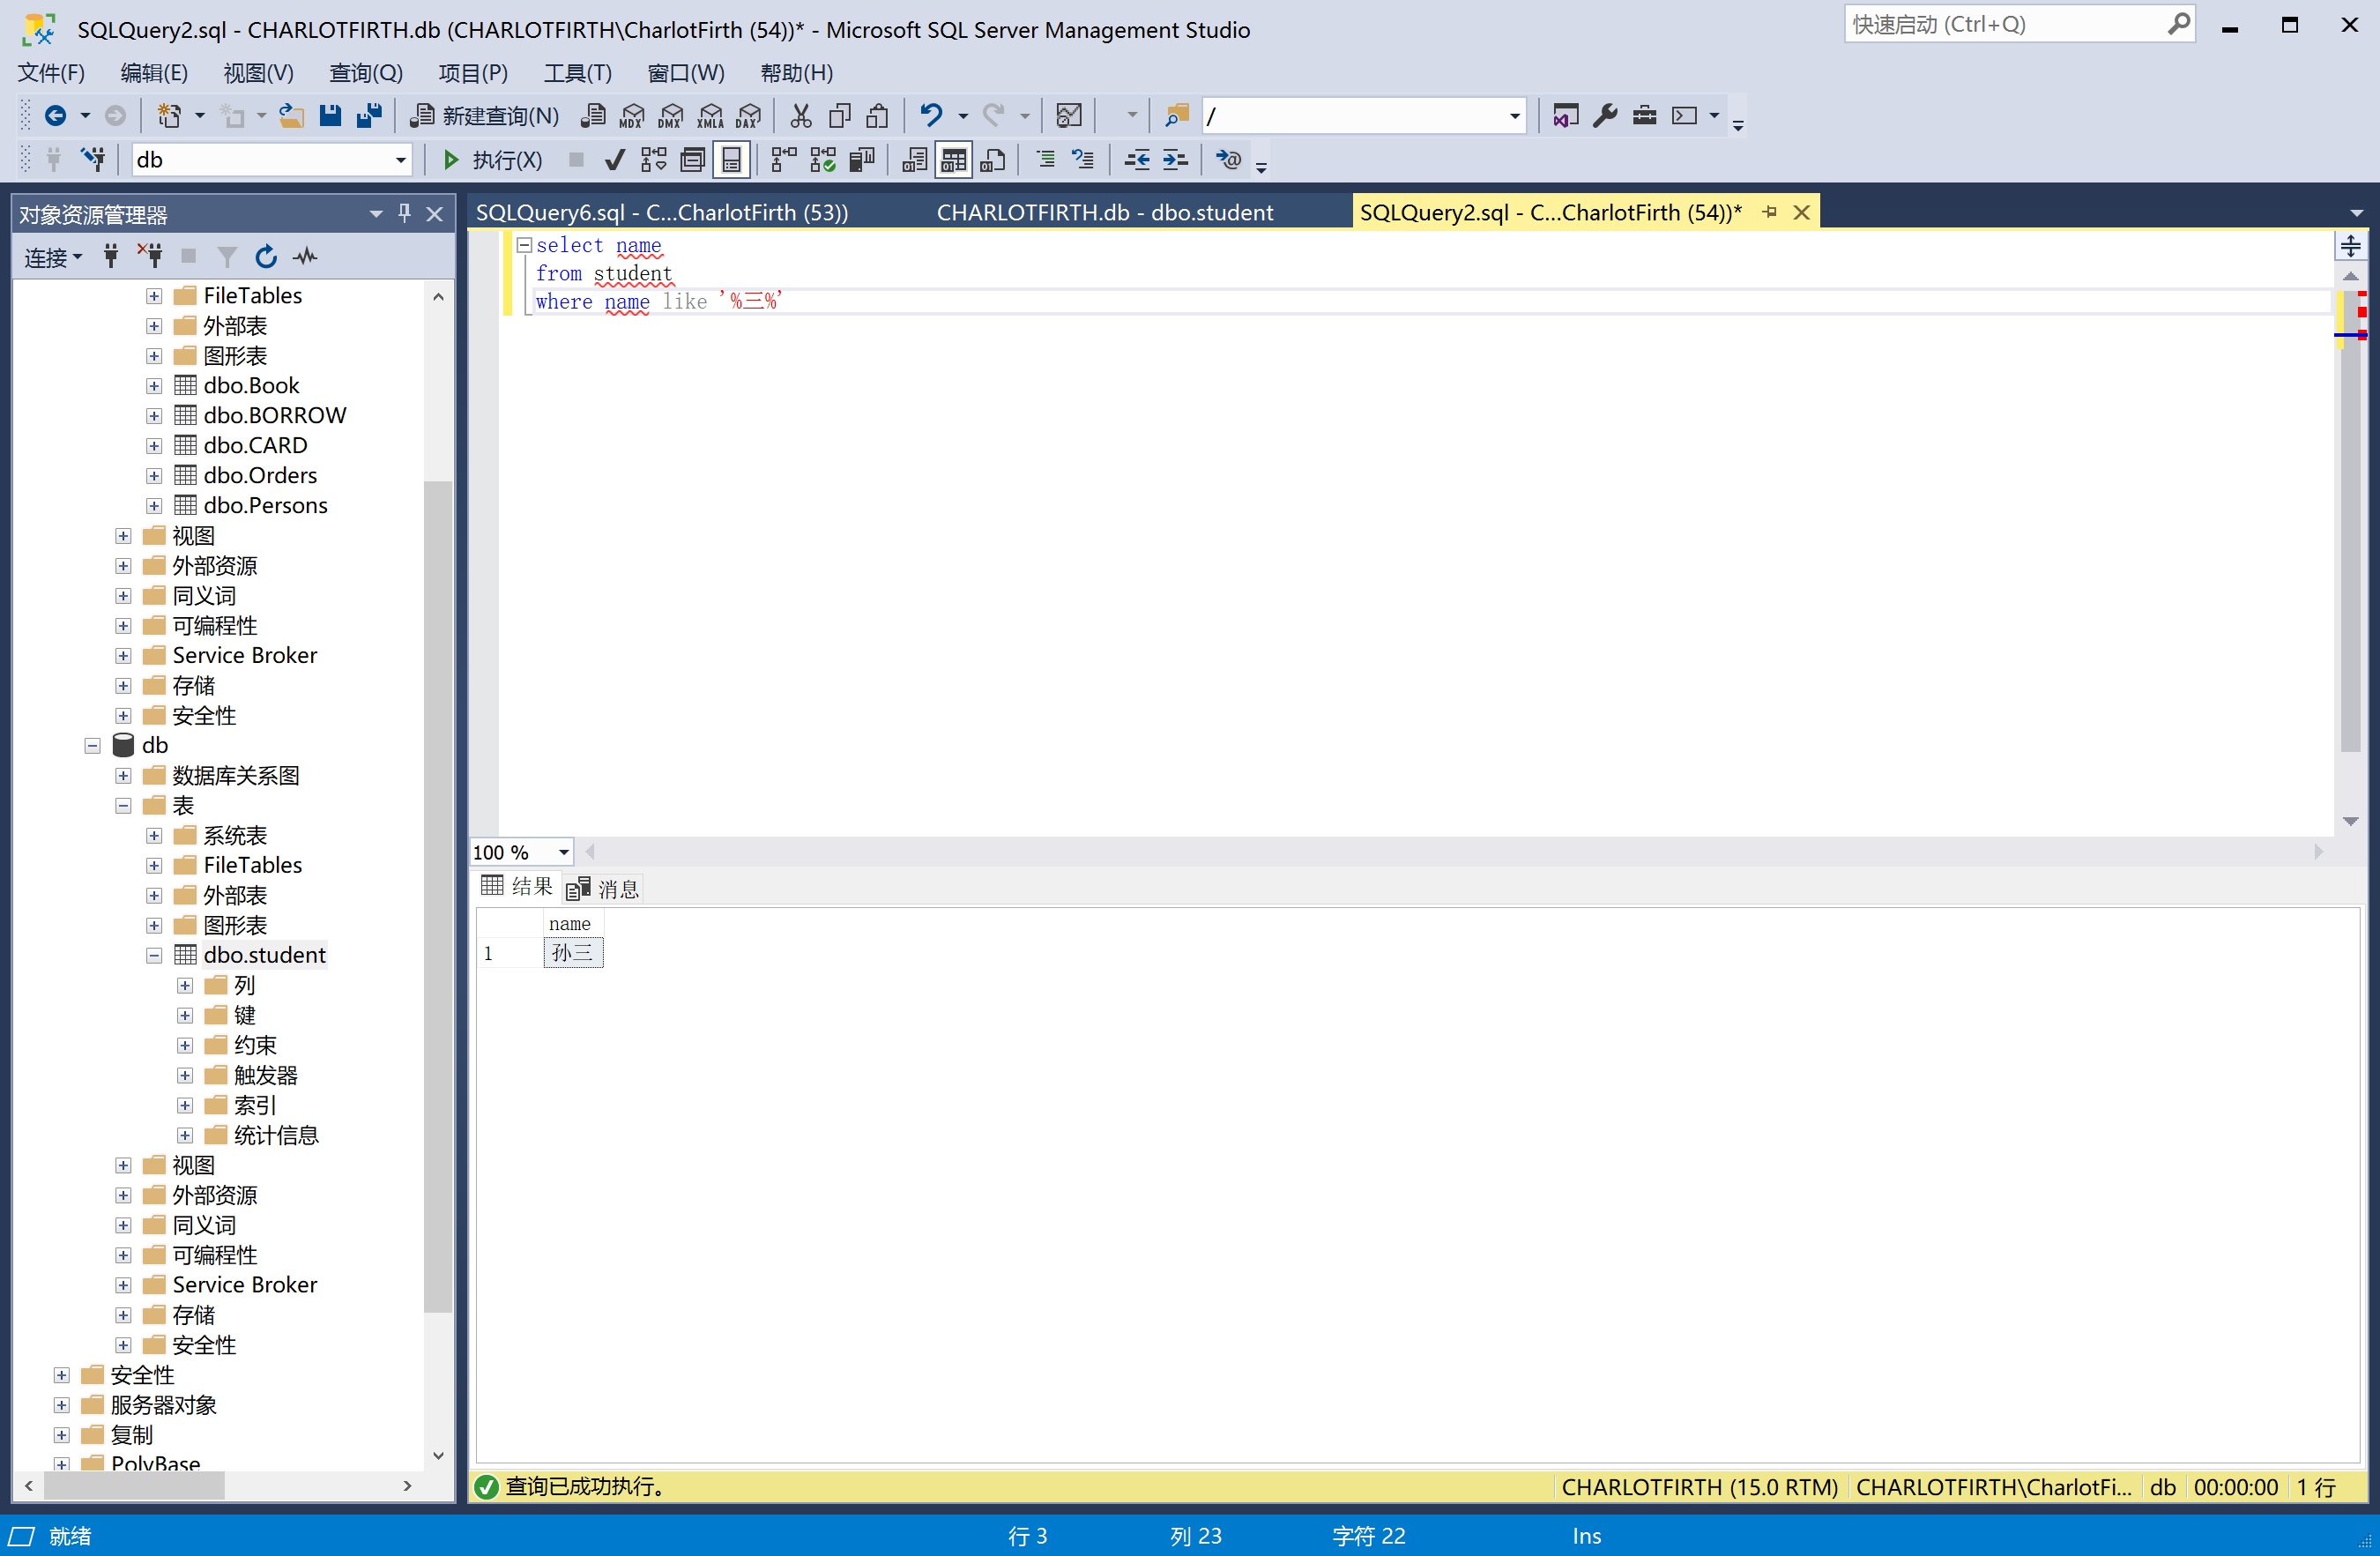 SQLQuery2.sql - CHARLOTFIRTH.db (CHARLOTFIRTH\CharlotFirth (54))* - Microsoft SQL Server Management Studio
快速启动 (Ctrl+Q)
文件(F) 编辑(E) 视图(V) 查询(Q) 项目(P) 工具(T) 窗口(W) 帮助(H)
新建查询(N) MDX DMX XMLA DAX /
db 执行(X)
对象资源管理器
连接
FileTables
外部表
图形表
dbo.Book
dbo.BORROW
dbo.CARD
dbo.Orders
dbo.Persons
视图
外部资源
同义词
可编程性
Service Broker
存储
安全性
db
数据库关系图
表
系统表
FileTables
外部表
图形表
dbo.student
列
键
约束
触发器
索引
统计信息
视图
外部资源
同义词
可编程性
Service Broker
存储
安全性
安全性
服务器对象
复制
PolyBase
SQLQuery6.sql - C...CharlotFirth (53))
CHARLOTFIRTH.db - dbo.student
SQLQuery2.sql - C...CharlotFirth (54))*
select name
from student
where name like '%三%'
100 %
结果 消息
name
1 孙三
查询已成功执行。
CHARLOTFIRTH (15.0 RTM) CHARLOTFIRTH\CharlotFi... db 00:00:00 1 行
就绪 行 3 列 23 字符 22 Ins